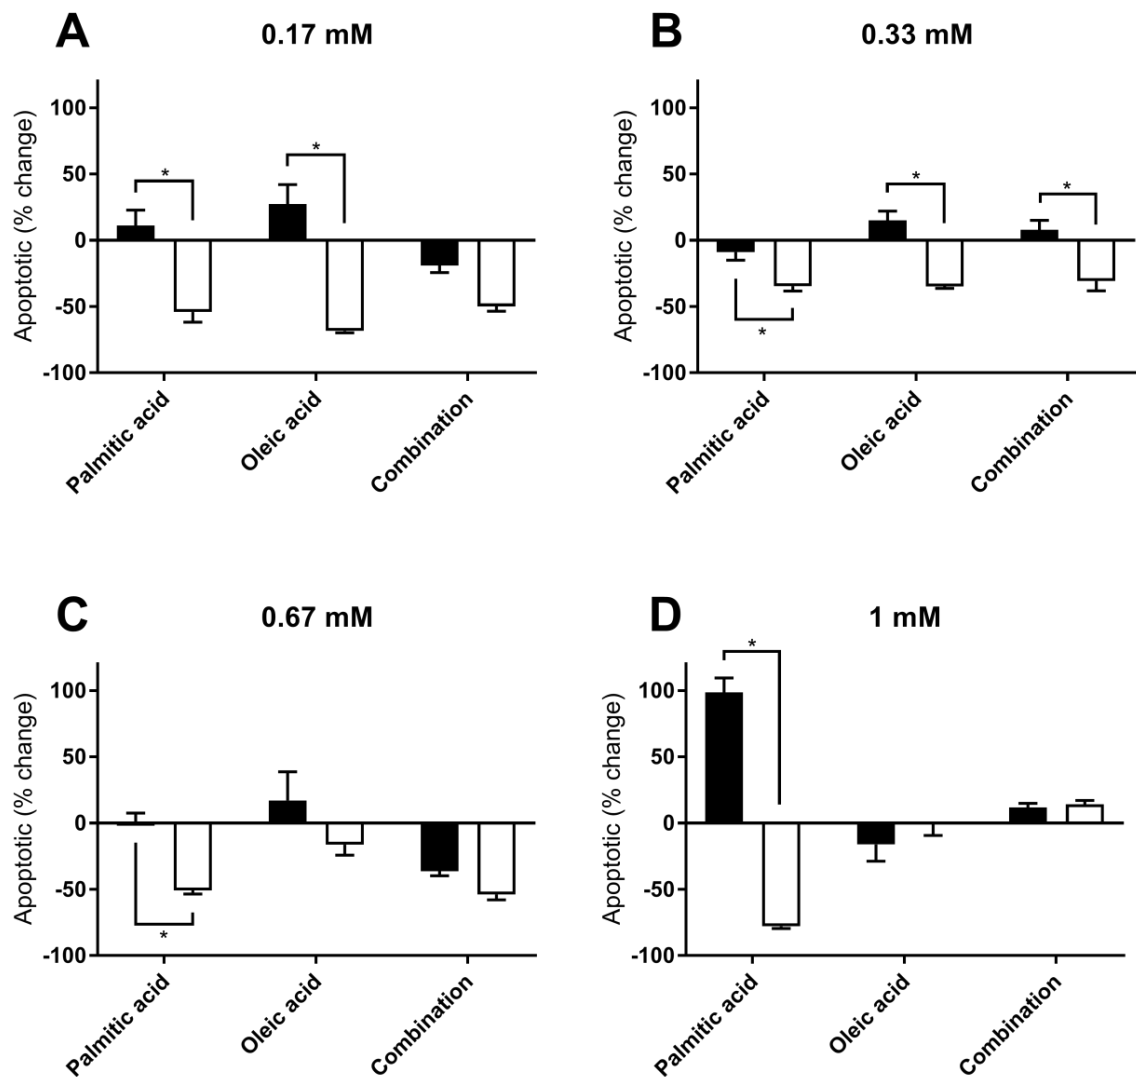 A
0.17 mM
Apoptotic (% change)
100
50
0
-50
-100
*
*
Palmitic acid
Oleic acid
Combination
B
0.33 mM
Apoptotic (% change)
100
50
0
-50
-100
*
*
*
Palmitic acid
Oleic acid
Combination
C
0.67 mM
Apoptotic (% change)
100
50
0
-50
-100
*
Palmitic acid
Oleic acid
Combination
D
1 mM
Apoptotic (% change)
100
50
0
-50
-100
*
Palmitic acid
Oleic acid
Combination